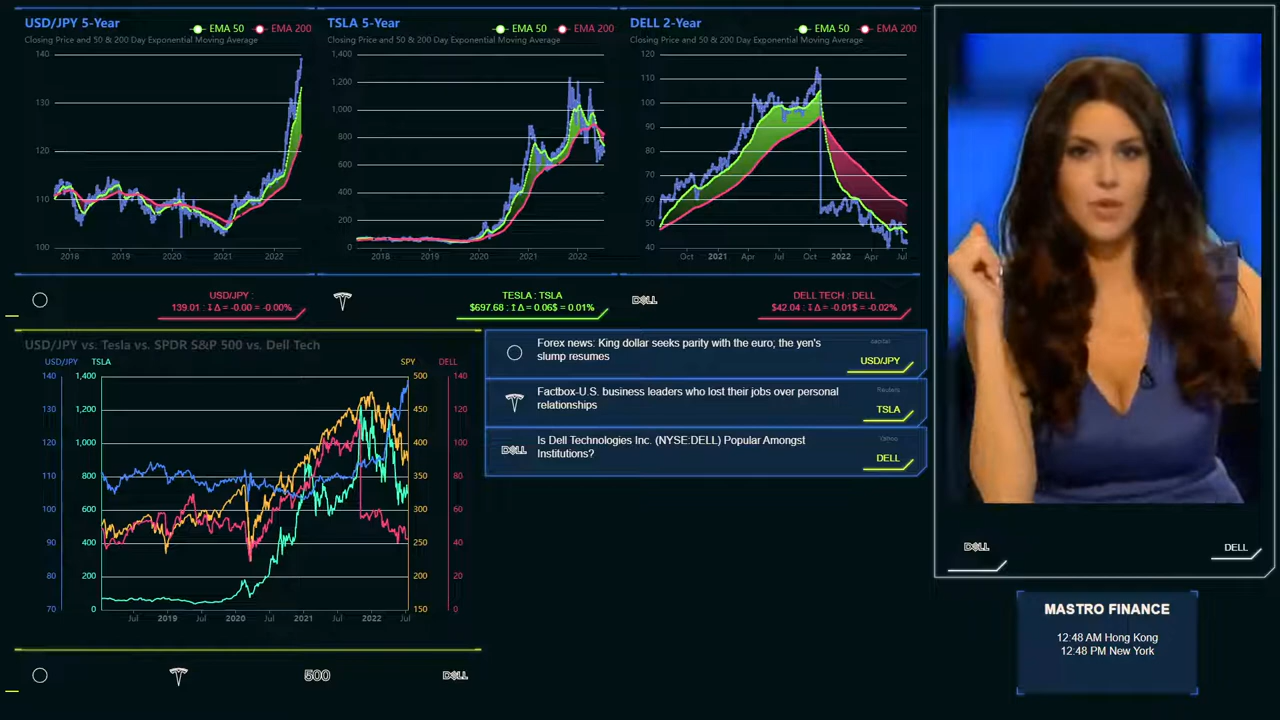 USD/JPY 5-Year
EMA 50 EMA 200
Closing Price and 50 & 200 Day Exponential Moving Average
140
130
120
110
100
2018 2019 2020 2021 2022
TSLA 5-Year
EMA 50 EMA 200
Closing Price and 50 & 200 Day Exponential Moving Average
1,400
1,200
1,000
800
600
400
200
0
2018 2019 2020 2021 2022
DELL 2-Year
EMA 50 EMA 200
Closing Price and 50 & 200 Day Exponential Moving Average
120
110
100
90
80
70
60
50
40
Oct 2021 Apr Jul Oct 2022 Apr Jul
USD/JPY :
139.01 : 1 Δ = -0.00 = -0.00%
TESLA : TSLA
$697.68 : 1 Δ = 0.06$ = 0.01%
DELL
DELL TECH : DELL
$42.04 : 1 Δ = -0.01$ = -0.02%
USD/JPY vs. Tesla vs. SPDR S&P 500 vs. Dell Tech
USD/JPY TSLA SPY DELL
140 1,400 500 140
130 1,200 450 120
120 1,000 400 100
110 800 350 80
100 600 300 60
90 400 250 40
80 200 200 20
70 0 150 0
Jul 2019 Jul 2020 Jul 2021 Jul 2022 Jul
500 DELL
Forex news: King dollar seeks parity with the euro; the yen's
slump resumes
USD/JPY
Factbox-U.S. business leaders who lost their jobs over personal
relationships
Reuters
TSLA
DELL
Is Dell Technologies Inc. (NYSE:DELL) Popular Amongst
Institutions?
DELL
DELL DELL
MASTRO FINANCE
12:48 AM Hong Kong
12:48 PM New York